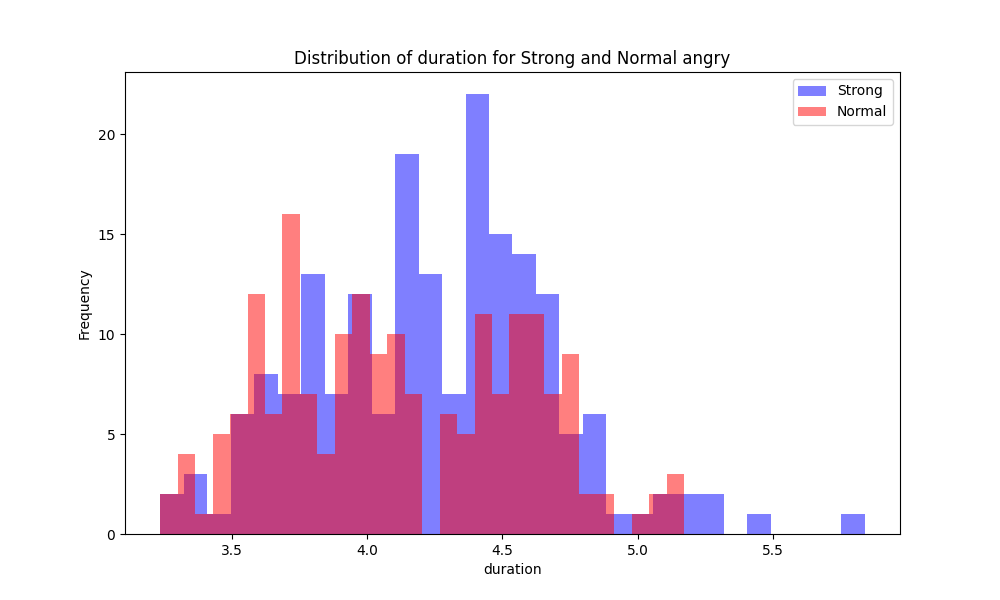 Distribution of duration for Strong and Normal angry
Strong
Normal
Frequency
20
15
10
5
0
3.5
4.0
4.5
5.0
5.5
duration